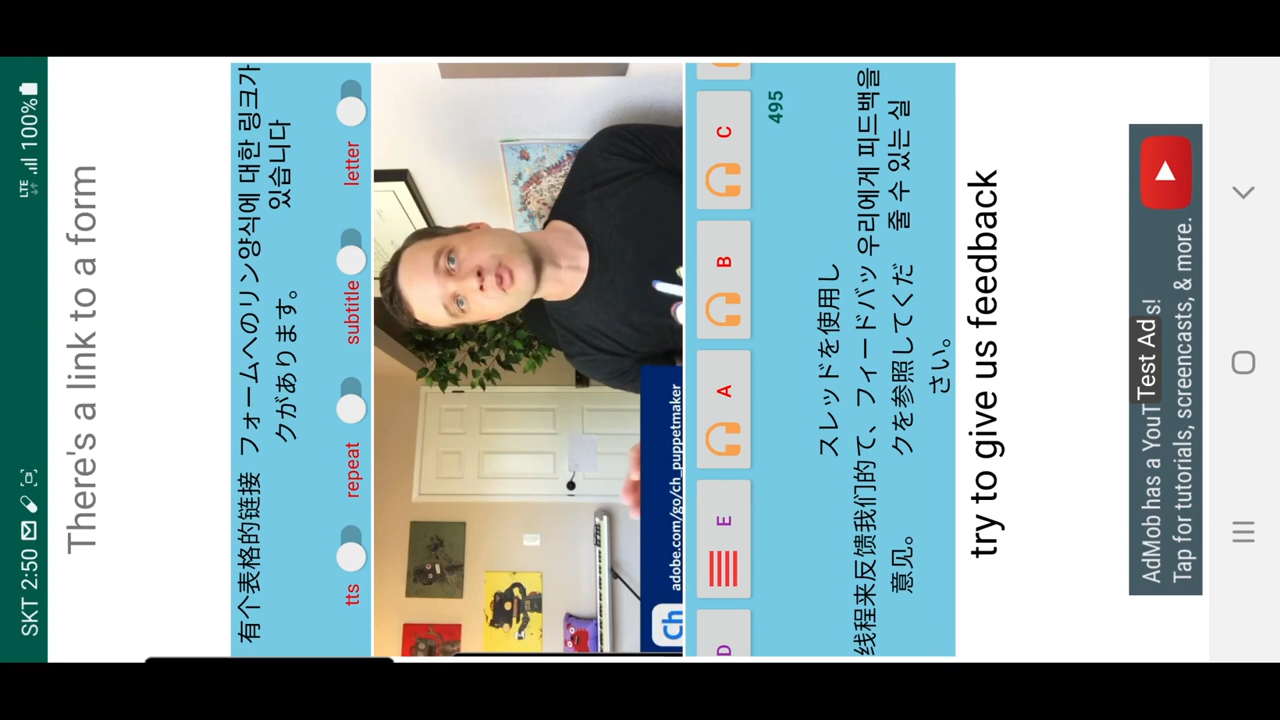 SKT 2:50 LTE 100%
There's a link to a form
有个表格的链接 フォームへのリン 양식에 대한 링크가
クがあります。 있습니다
tts repeat subtitle letter
Ch adobe.com/go/ch_puppetmaker
D E A B C
495
スレッドを使用し
线程来反馈我们的 て、フィードバッ 우리에게 피드백을
意见。 クを参照してくだ 줄 수 있는 실
さい。
try to give us feedback
AdMob has a YouT Test Ad s!
Tap for tutorials, screencasts, & more.